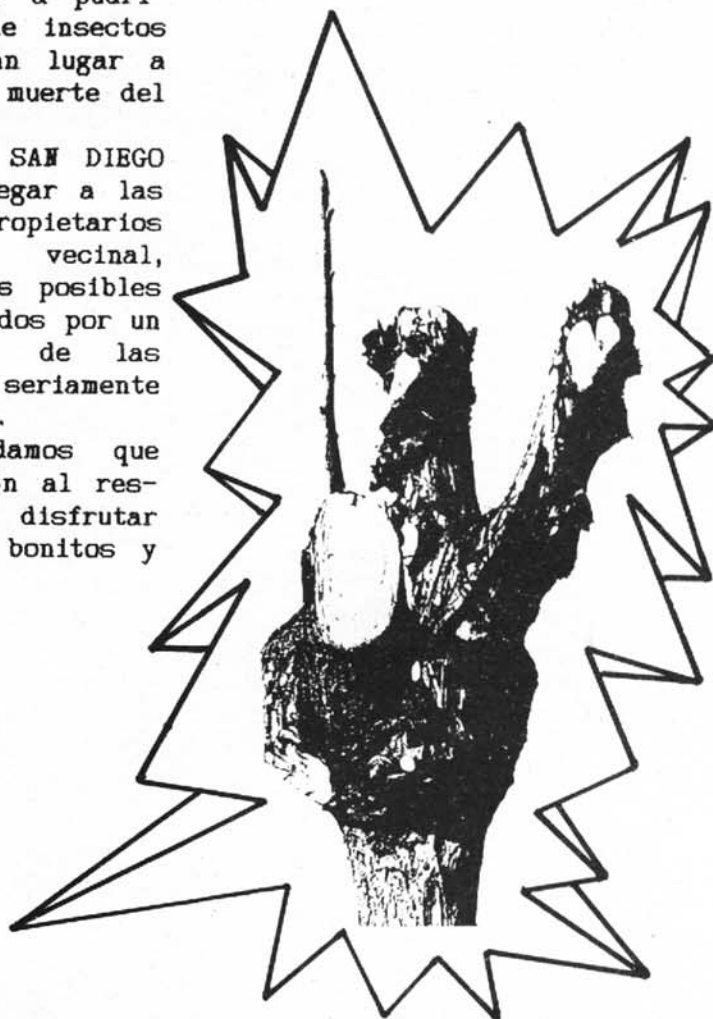 a pudri-
e insectos
an lugar a
muerte del
SAN DIEGO
egar a las
ropietarios
vecinal,
s posibles
dos por un
de las
seriamente
.
damos que
ón al res-
disfrutar
bonitos y